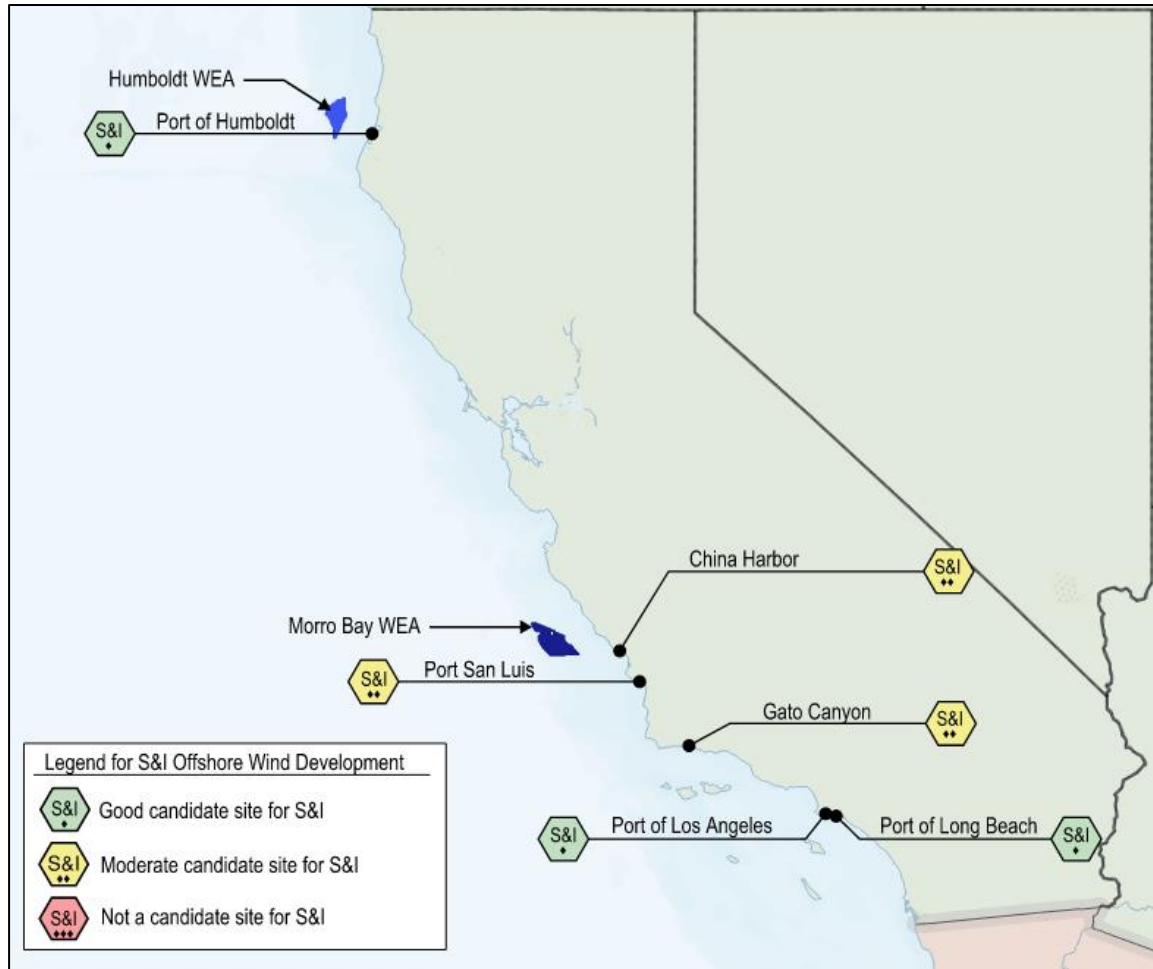 Humboldt WEA
Port of Humboldt
S&I
China Harbor
S&I
Morro Bay WEA
Port San Luis
S&I
Gato Canyon
S&I
Port of Los Angeles
S&I
Port of Long Beach
S&I
Legend for S&I Offshore Wind Development
S&I
Good candidate site for S&I
S&I
Moderate candidate site for S&I
S&I
Not a candidate site for S&I